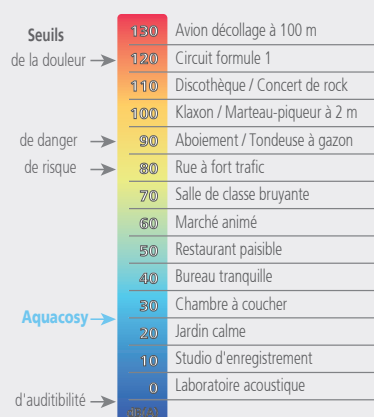 130 Avion décollage à 100 m
Seuils
de la douleur 120 Circuit formule 1
110 Discothèque / Concert de rock
100 Klaxon / Marteau-piqueur à 2 m
de danger 90 Aboiement / Tondeuse à gazon
de risque 80 Rue à fort trafic
70 Salle de classe bruyante
60 Marché animé
50 Restaurant paisible
40 Bureau tranquille
30 Chambre à coucher
Aquacosy
20 Jardin calme
10 Studio d'enregistrement
0 Laboratoire acoustique
d'auditibilité